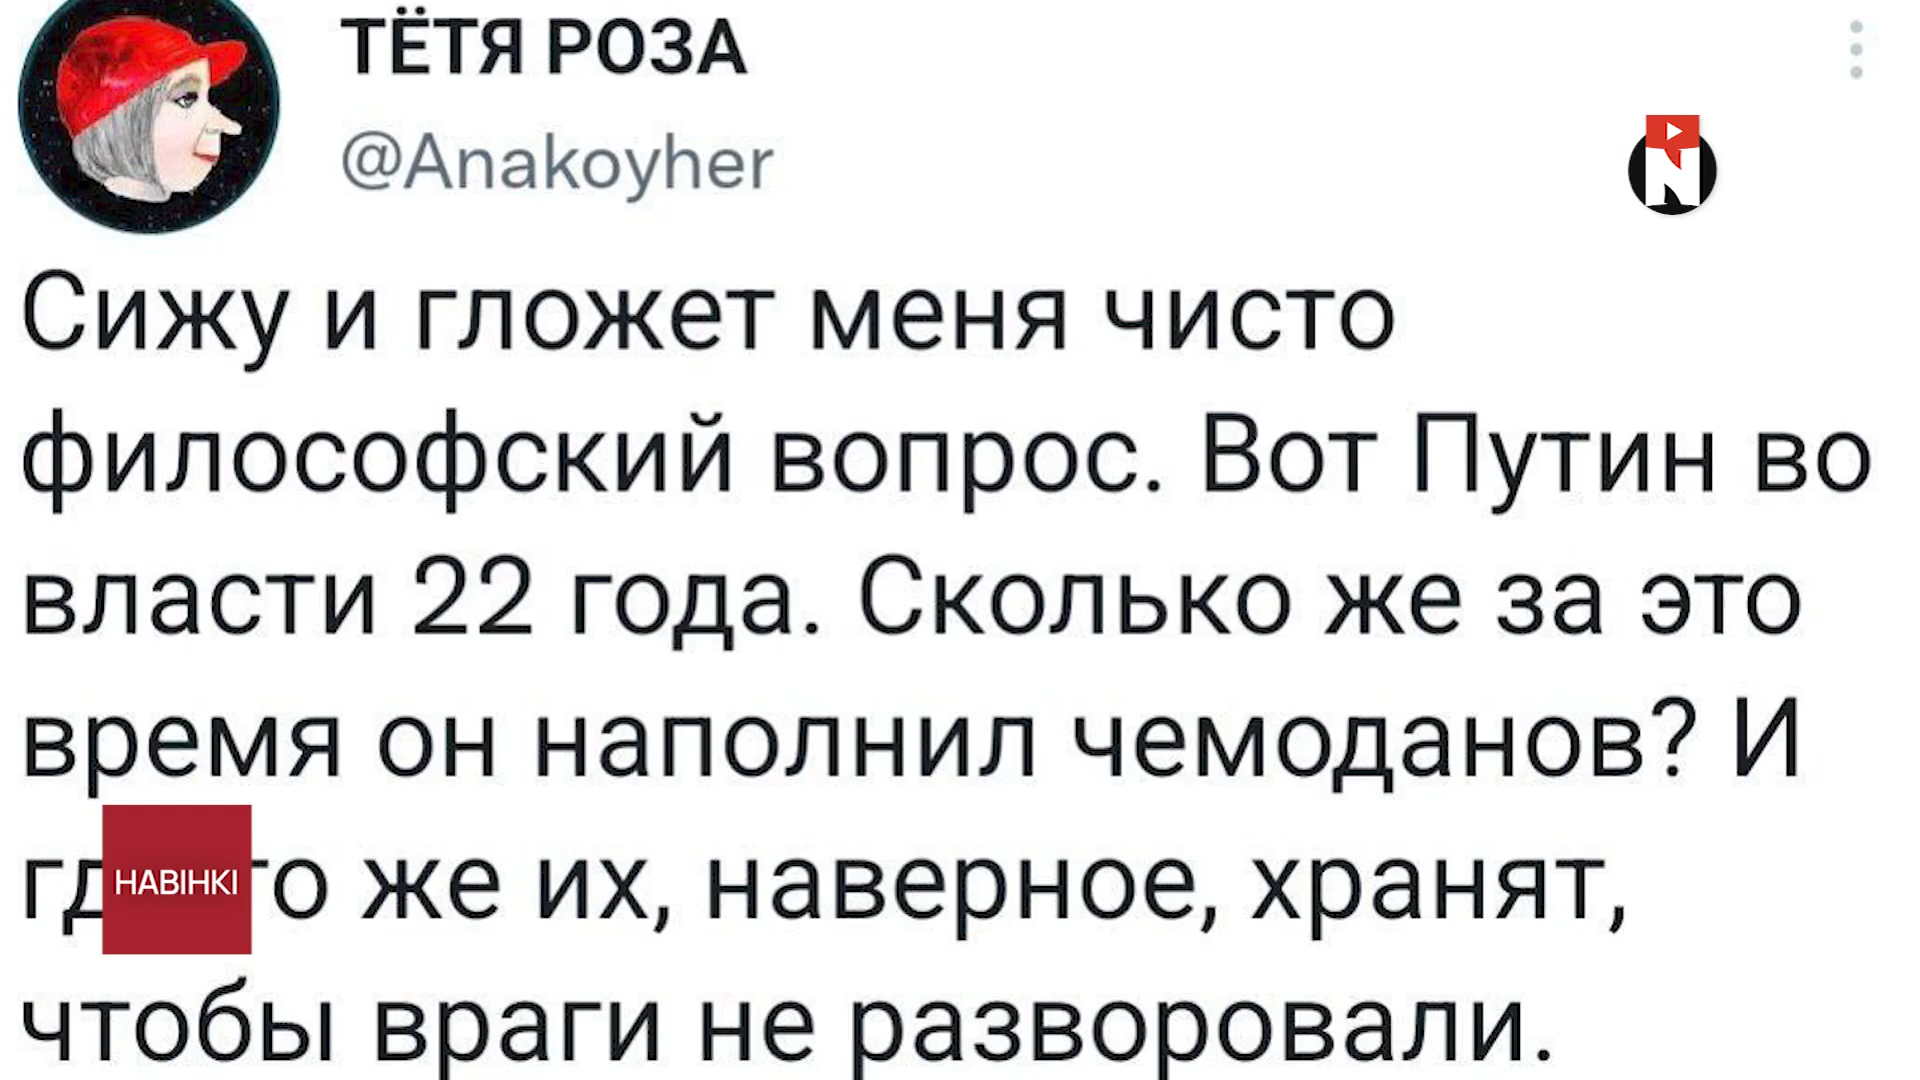 ТЁТЯ РОЗА
@Anakoyher
N
Сижу и гложет меня чисто
философский вопрос. Вот Путин во
власти 22 года. Сколько же за это
время он наполнил чемоданов? И
же их, наверное, хранят,
НАВІНКІ
чтобы враги не разворовали.